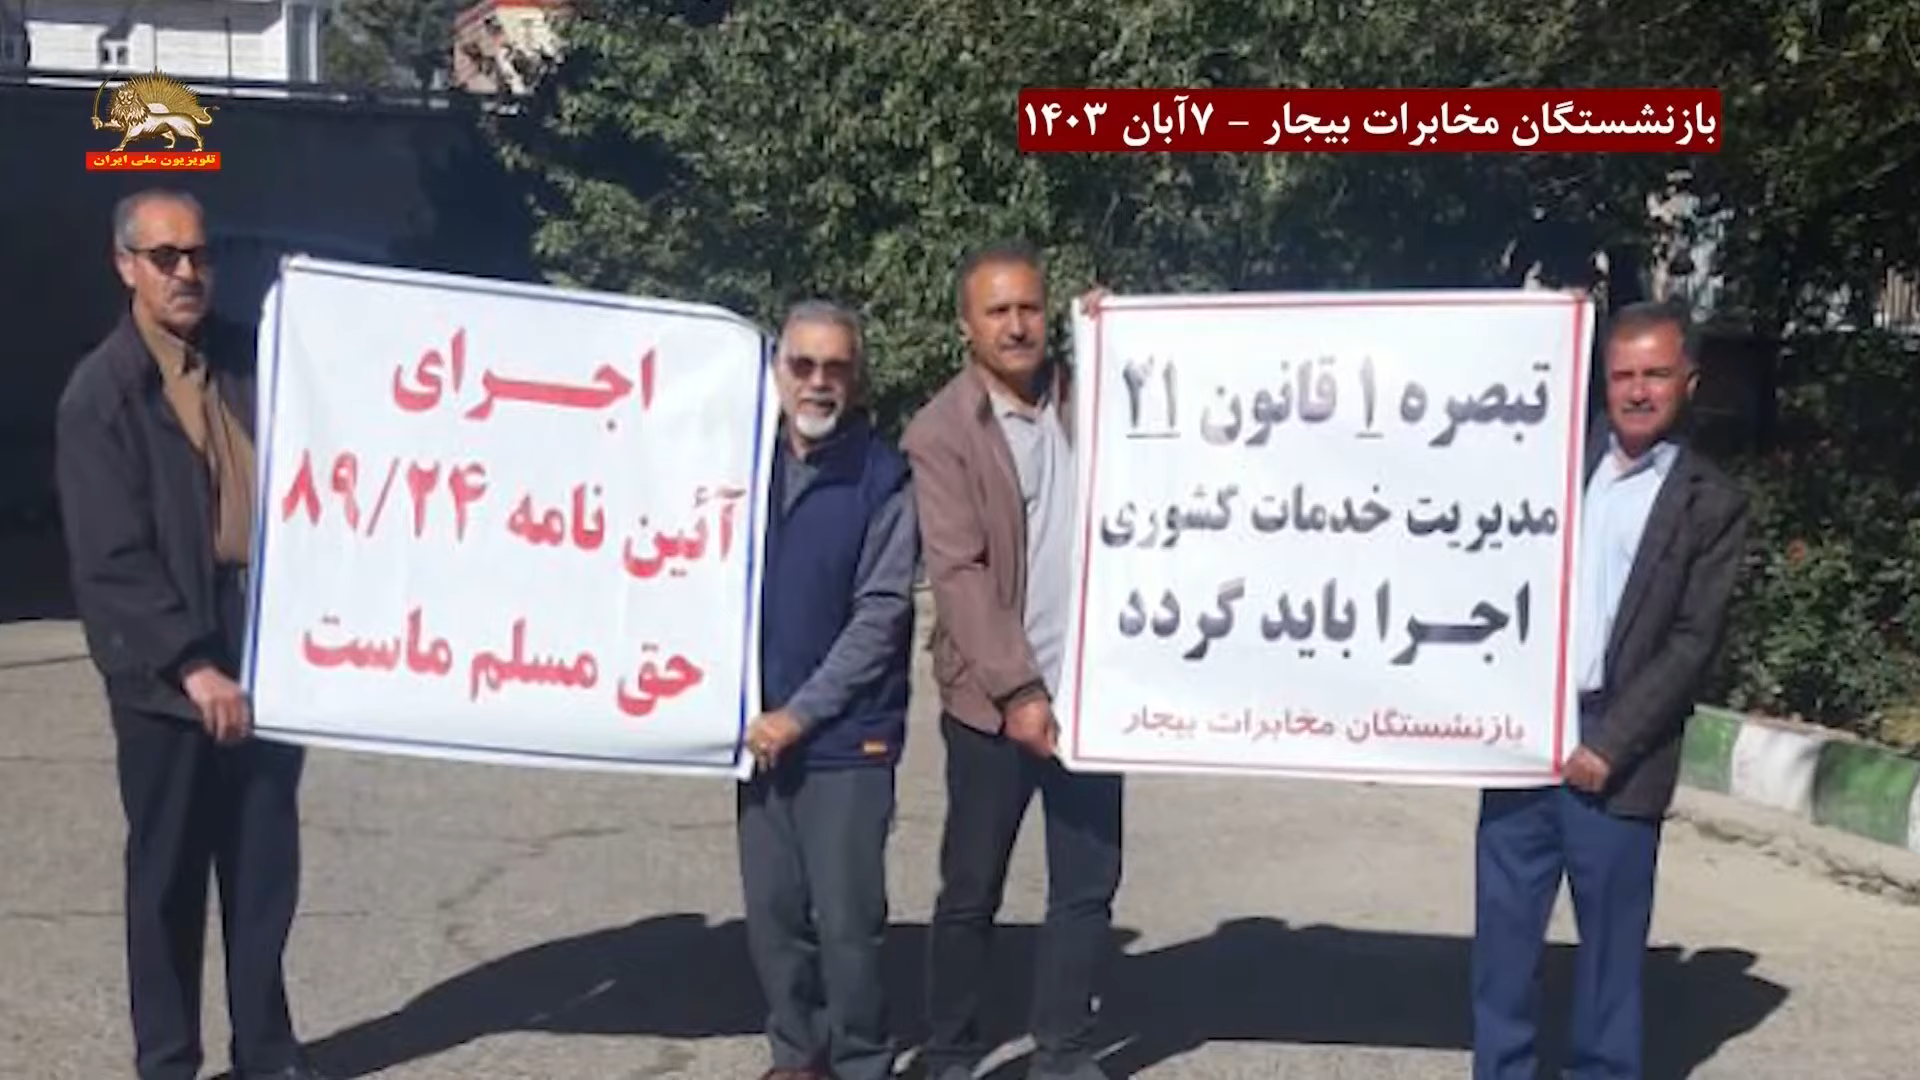 بازنشستگان مخابرات بیجار - ۷آبان ۱۴۰۳
تلویزیون ملی ایران
تبصره ۱ قانون ۲۱
مدیریت خدمات کشوری
اجرا باید گردد
بازنشستگان مخابرات بیجار
اجرای
آئین نامه ۸۹/۲۴
حق مسلم ماست